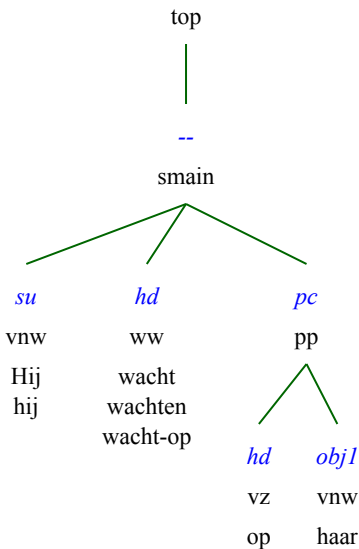 top
--
smain
su hd pc
vnw ww pp
Hij wacht
hij wachten
wacht-op
hd obj1
vz vnw
op haar